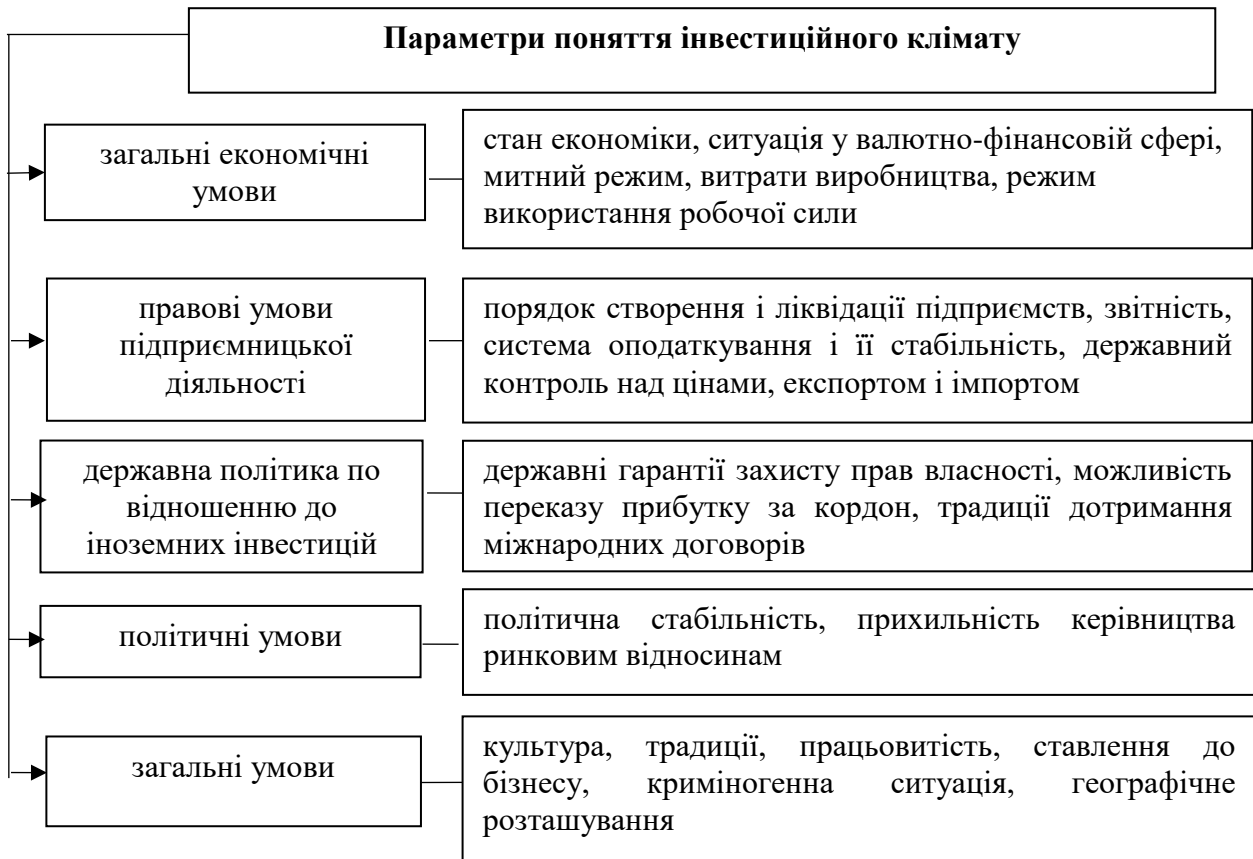 Параметри поняття інвестиційного клімату
загальні економічні
умови
стан економіки, ситуація у валютно-фінансовій сфері,
митний режим, витрати виробництва, режим
використання робочої сили
правові умови
підприємницької
діяльності
порядок створення і ліквідації підприємств, звітність,
система оподаткування і її стабільність, державний
контроль над цінами, експортом і імпортом
державна політика по
відношенню до
іноземних інвестицій
державні гарантії захисту прав власності, можливість
переказу прибутку за кордон, традиції дотримання
міжнародних договорів
політичні умови
політична стабільність, прихильність керівництва
ринковим відносинам
загальні умови
культура, традиції, працьовитість, ставлення до
бізнесу, криміногенна ситуація, географічне
розташування